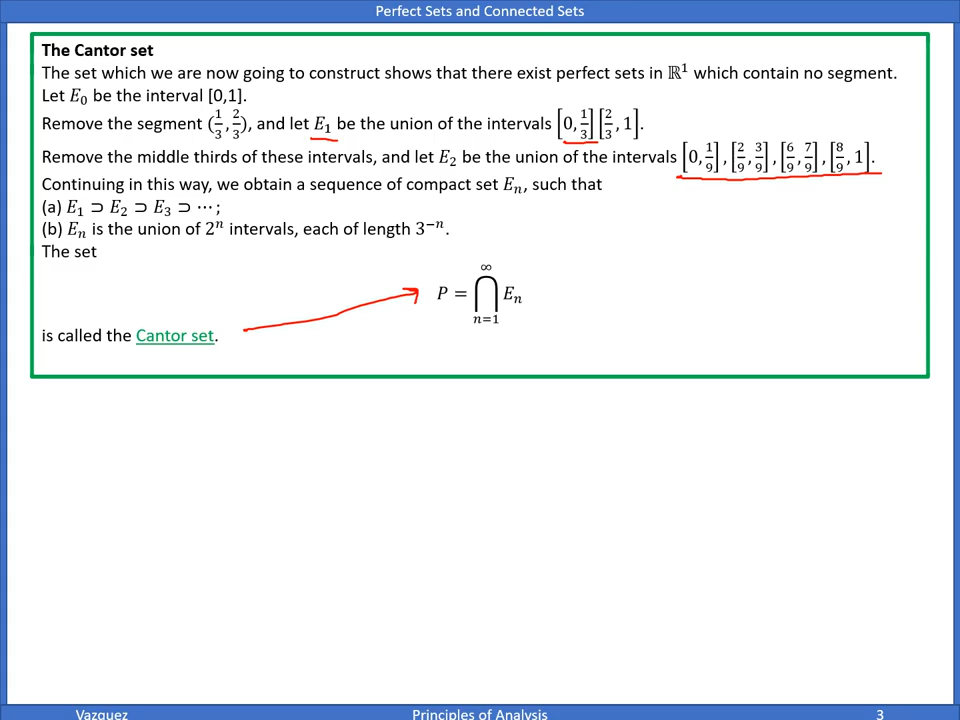 Perfect Sets and Connected Sets
The Cantor set
The set which we are now going to construct shows that there exist perfect sets in ℝ¹ which contain no segment.
Let E₀ be the interval [0,1].
Remove the segment (1/3, 2/3), and let E₁ be the union of the intervals [0, 1/3] [2/3, 1].
Remove the middle thirds of these intervals, and let E₂ be the union of the intervals [0, 1/9], [2/9, 3/9], [6/9, 7/9], [8/9, 1].
Continuing in this way, we obtain a sequence of compact set Eₙ, such that
(a) E₁ ⊃ E₂ ⊃ E₃ ⊃ ⋯ ;
(b) Eₙ is the union of 2ⁿ intervals, each of length 3⁻ⁿ.
The set
P = ⋂_{n=1}^{∞} Eₙ
is called the Cantor set.
Vazquez Principles of Analysis 3